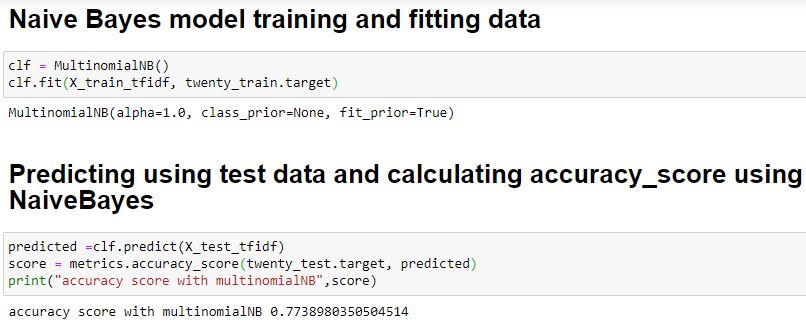 Naive Bayes model training and fitting data
clf = MultinomialNB()
clf.fit(X_train_tfidf, twenty_train.target)
MultinomialNB(alpha=1.0, class_prior=None, fit_prior=True)
Predicting using test data and calculating accuracy_score using
NaiveBayes
predicted =clf.predict(X_test_tfidf)
score = metrics.accuracy_score(twenty_test.target, predicted)
print("accuracy score with multinomialNB",score)
accuracy score with multinomialNB 0.7738980350504514